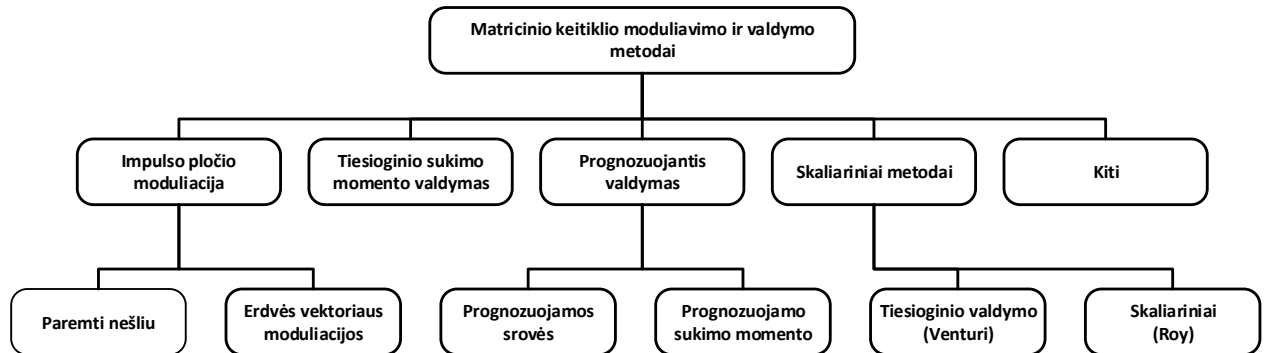 Matricinio keitiklio moduliavimo ir valdymo
metodai
Impulso pločio
moduliacija
Tiesioginio sukimo
momento valdymas
Prognozuojantis
valdymas
Skaliariniai metodai
Kiti
Paremti nešliu
Erdvės vektoriaus
moduliacijos
Prognozuojamos
srovės
Prognozuojamo
sukimo momento
Tiesioginio valdymo
(Venturi)
Skaliariniai
(Roy)